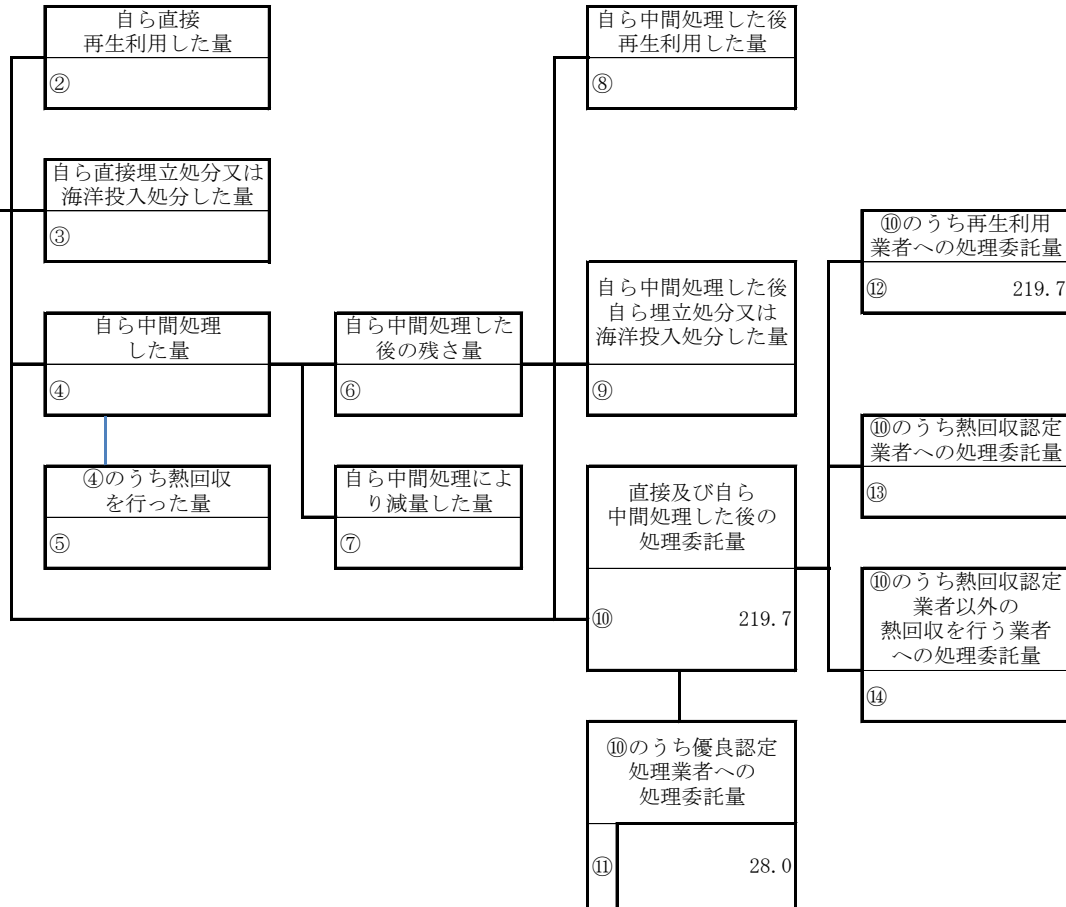 自ら直接
再生利用した量
②
自ら直接埋立処分又は
海洋投入処分した量
③
自ら中間処理
した量
④
④のうち熱回収
を行った量
⑤
自ら中間処理した
後の残さ量
⑥
自ら中間処理によ
り減量した量
⑦
自ら中間処理した後
再生利用した量
⑧
自ら中間処理した後
自ら埋立処分又は
海洋投入処分した量
⑨
直接及び自ら
中間処理した後の
処理委託量
⑩ 219.7
⑩のうち優良認定
処理業者への
処理委託量
⑪ 28.0
⑩のうち再生利用
業者への処理委託量
⑫ 219.7
⑩のうち熱回収認定
業者への処理委託量
⑬
⑩のうち熱回収認定
業者以外の
熱回収を行う業者
への処理委託量
⑭